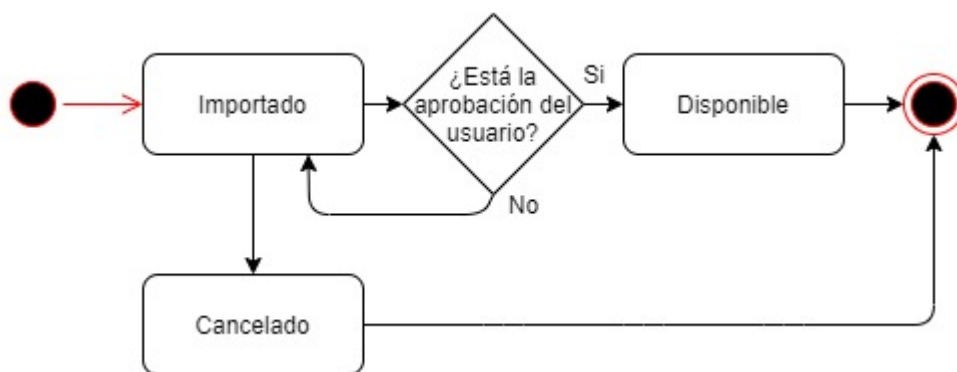 Importado
¿Está la
aprobación del
usuario?
Si
Disponible
No
Cancelado